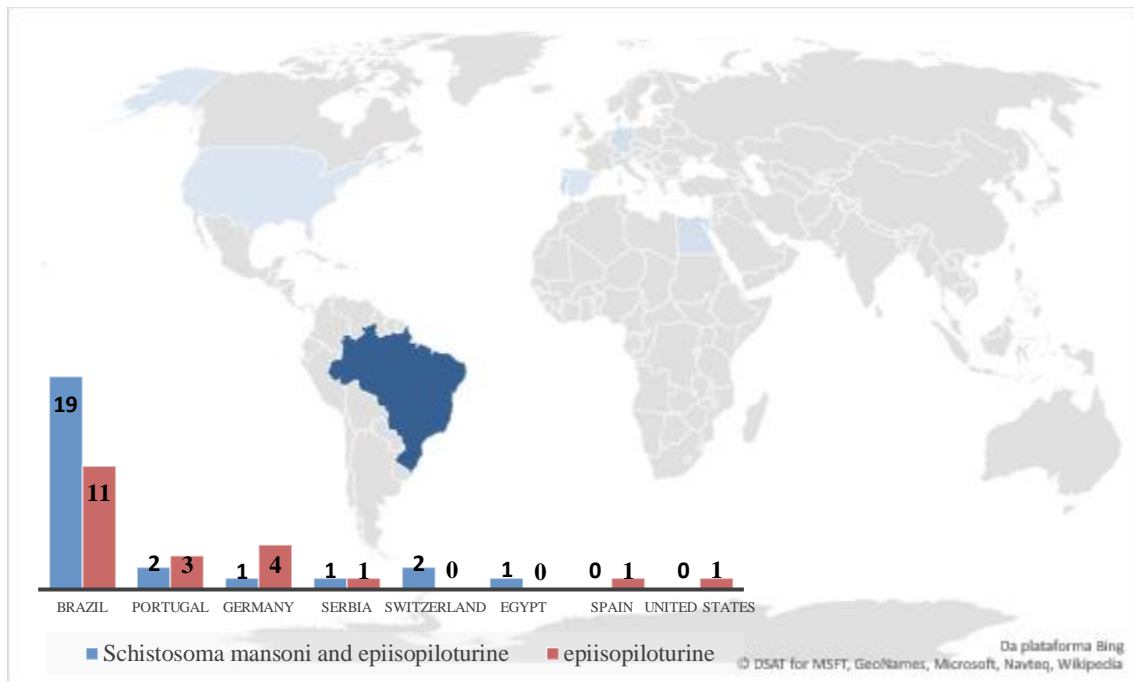 19
11
2 3
1 4
1 1
2 0
1 0
0 1
0 1
BRAZIL PORTUGAL GERMANY SERBIA SWITZERLAND EGYPT SPAIN UNITED STATES
Schistosoma mansoni and epiisopiloturine epiisopiloturine
Da plataforma Bing
© DSAT for MSFT, GeoNames, Microsoft, Navteq, Wikipedia